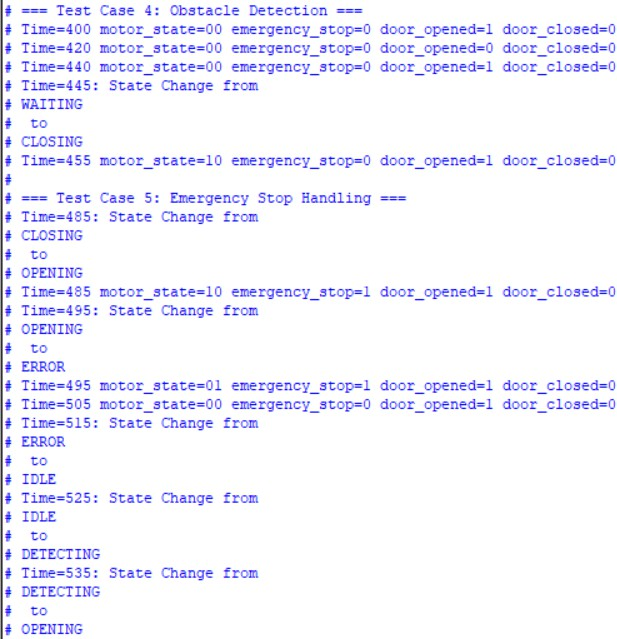 # === Test Case 4: Obstacle Detection ===
# Time=400 motor_state=00 emergency_stop=0 door_opened=1 door_closed=0
# Time=420 motor_state=00 emergency_stop=0 door_opened=0 door_closed=0
# Time=440 motor_state=00 emergency_stop=0 door_opened=1 door_closed=0
# Time=445: State Change from
# WAITING
#  to
# CLOSING
# Time=455 motor_state=10 emergency_stop=0 door_opened=1 door_closed=0
#
# === Test Case 5: Emergency Stop Handling ===
# Time=485: State Change from
# CLOSING
#  to
# OPENING
# Time=485 motor_state=10 emergency_stop=1 door_opened=1 door_closed=0
# Time=495: State Change from
# OPENING
#  to
# ERROR
# Time=495 motor_state=01 emergency_stop=1 door_opened=1 door_closed=0
# Time=505 motor_state=00 emergency_stop=0 door_opened=1 door_closed=0
# Time=515: State Change from
# ERROR
#  to
# IDLE
# Time=525: State Change from
# IDLE
#  to
# DETECTING
# Time=535: State Change from
# DETECTING
#  to
# OPENING